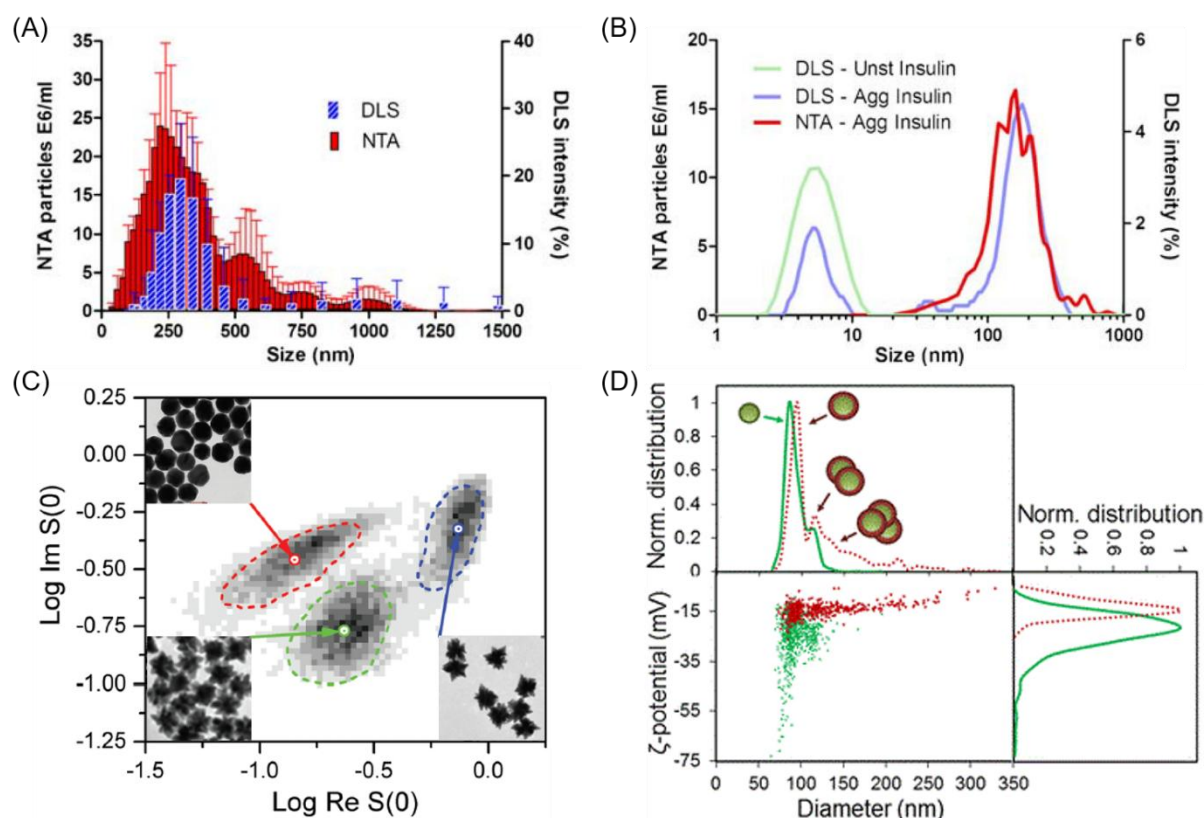 (A)
NTA particles E6/ml
35
30
25
20
15
10
5
0
DLS
NTA
40
30
20
10
0
DLS intensity (%)
0 250 500 750 1000 1250 1500
Size (nm)
(B)
NTA particles E6/ml
20
15
10
5
0
DLS - Unst Insulin
DLS - Agg Insulin
NTA - Agg Insulin
6
4
2
0
DLS intensity (%)
1 10 100 1000
Size (nm)
(C)
Log Im S(0)
0.25
0.00
-0.25
-0.50
-0.75
-1.00
-1.25
-1.5 -1.0 -0.5 0.0
Log Re S(0)
(D)
Norm. distribution
1
0.8
0.6
0.4
0.2
0
Norm. distribution
0.2 0.4 0.6 0.8 1
ζ-potential (mV)
-15
-35
-55
-75
0 50 100 150 200 250 300 350
Diameter (nm)